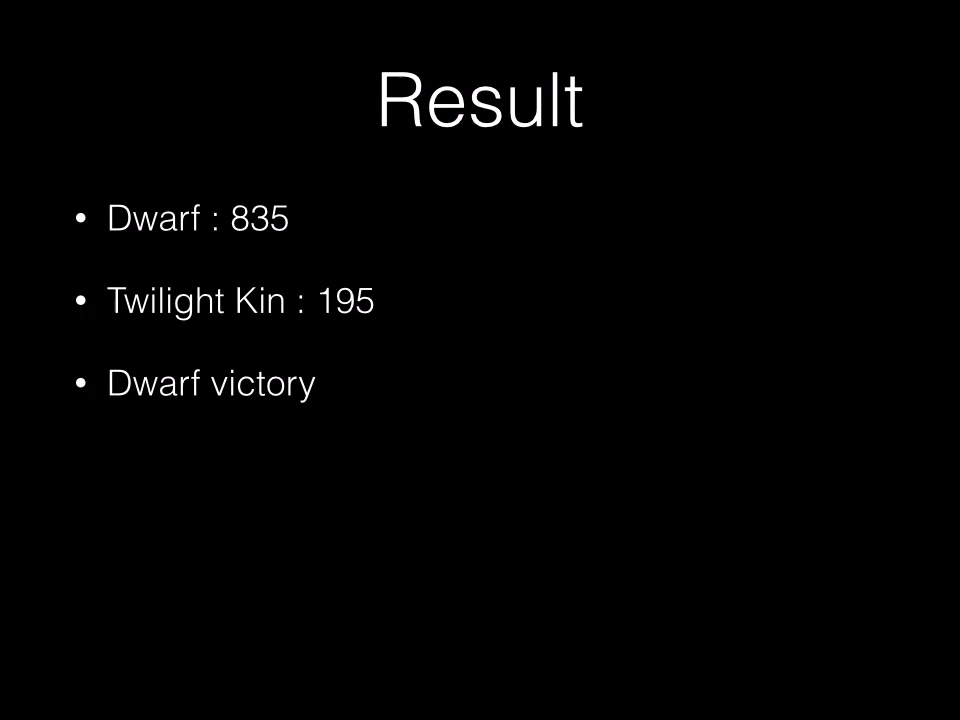 Result
• Dwarf : 835
• Twilight Kin : 195
• Dwarf victory